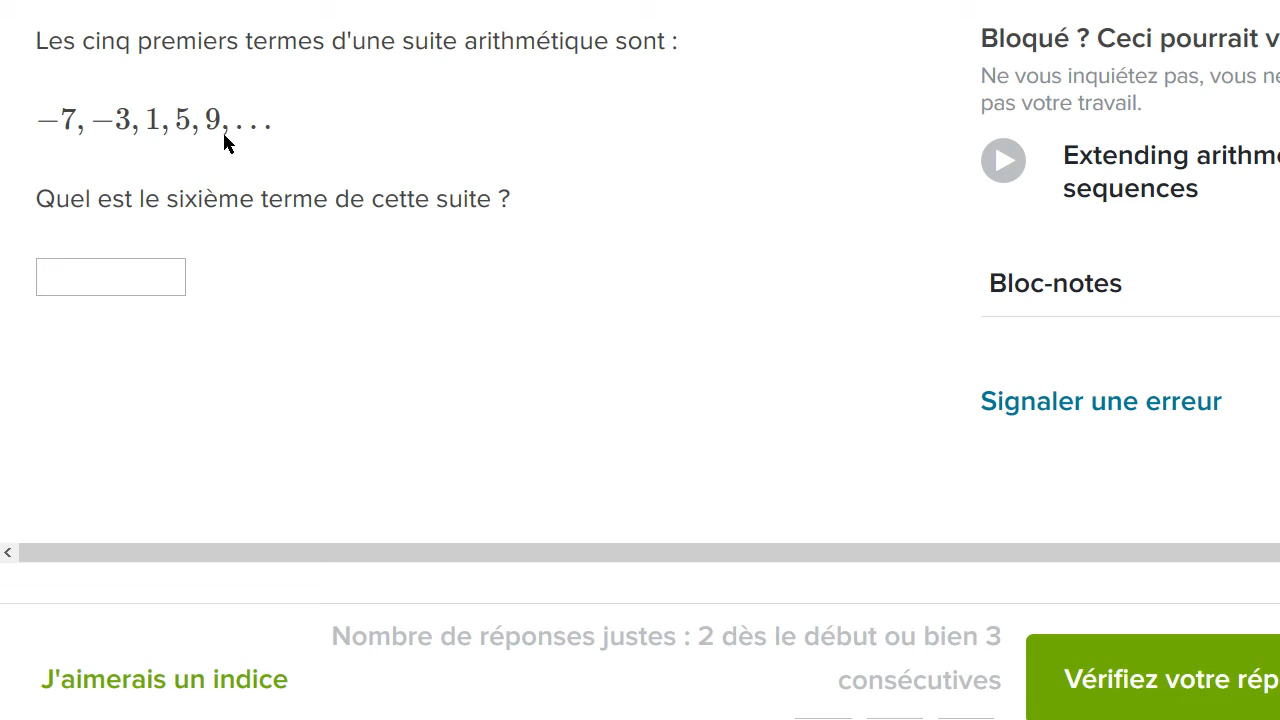 Les cinq premiers termes d'une suite arithmétique sont :
−7, −3, 1, 5, 9, . . .
Quel est le sixième terme de cette suite ?
Bloqué ? Ceci pourrait v
Ne vous inquiétez pas, vous ne
pas votre travail.
Extending arithme
sequences
Bloc-notes
Signaler une erreur
J'aimerais un indice
Nombre de réponses justes : 2 dès le début ou bien 3
consécutives
Vérifiez votre rép